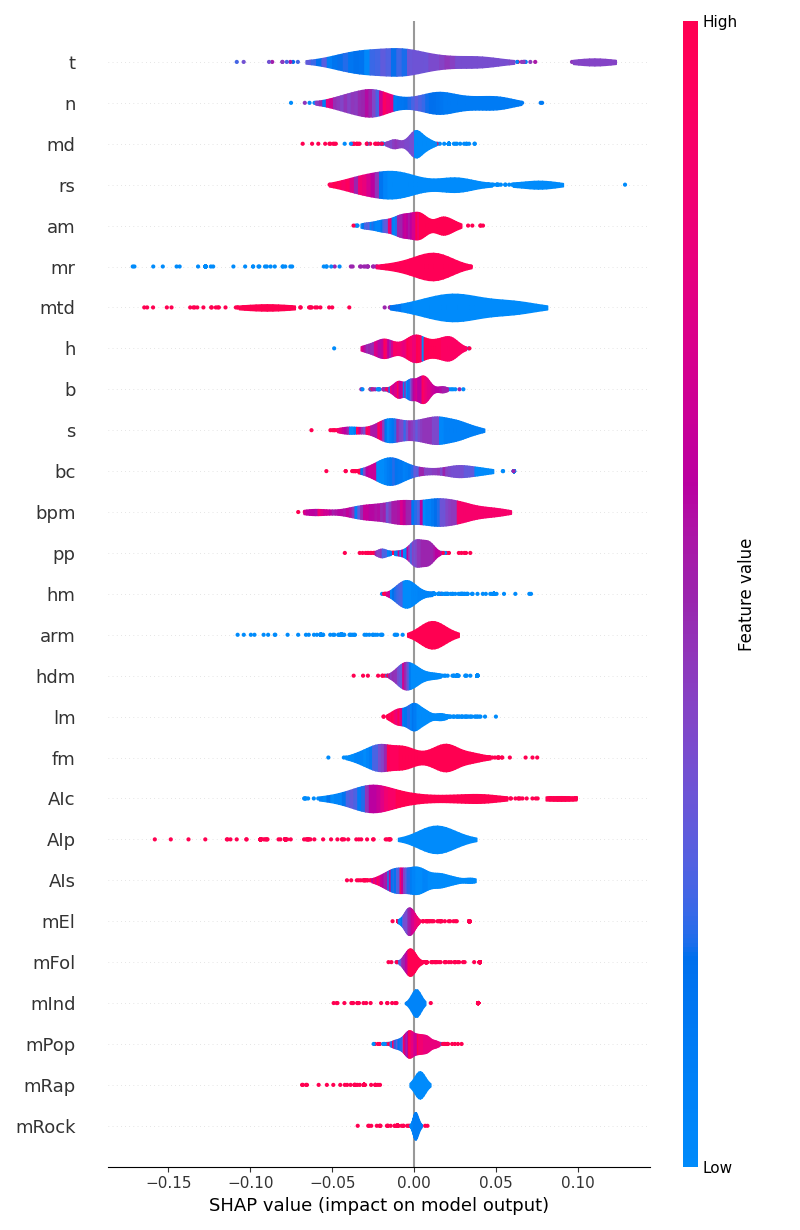 High
t
n
md
rs
am
mr
mtd
h
b
s
bc
bpm
pp
hm
arm
hdm
lm
fm
AIc
AIp
AIs
mEl
mFol
mInd
mPop
mRap
mRock
Feature value
Low
−0.15 −0.10 −0.05 0.00 0.05 0.10
SHAP value (impact on model output)